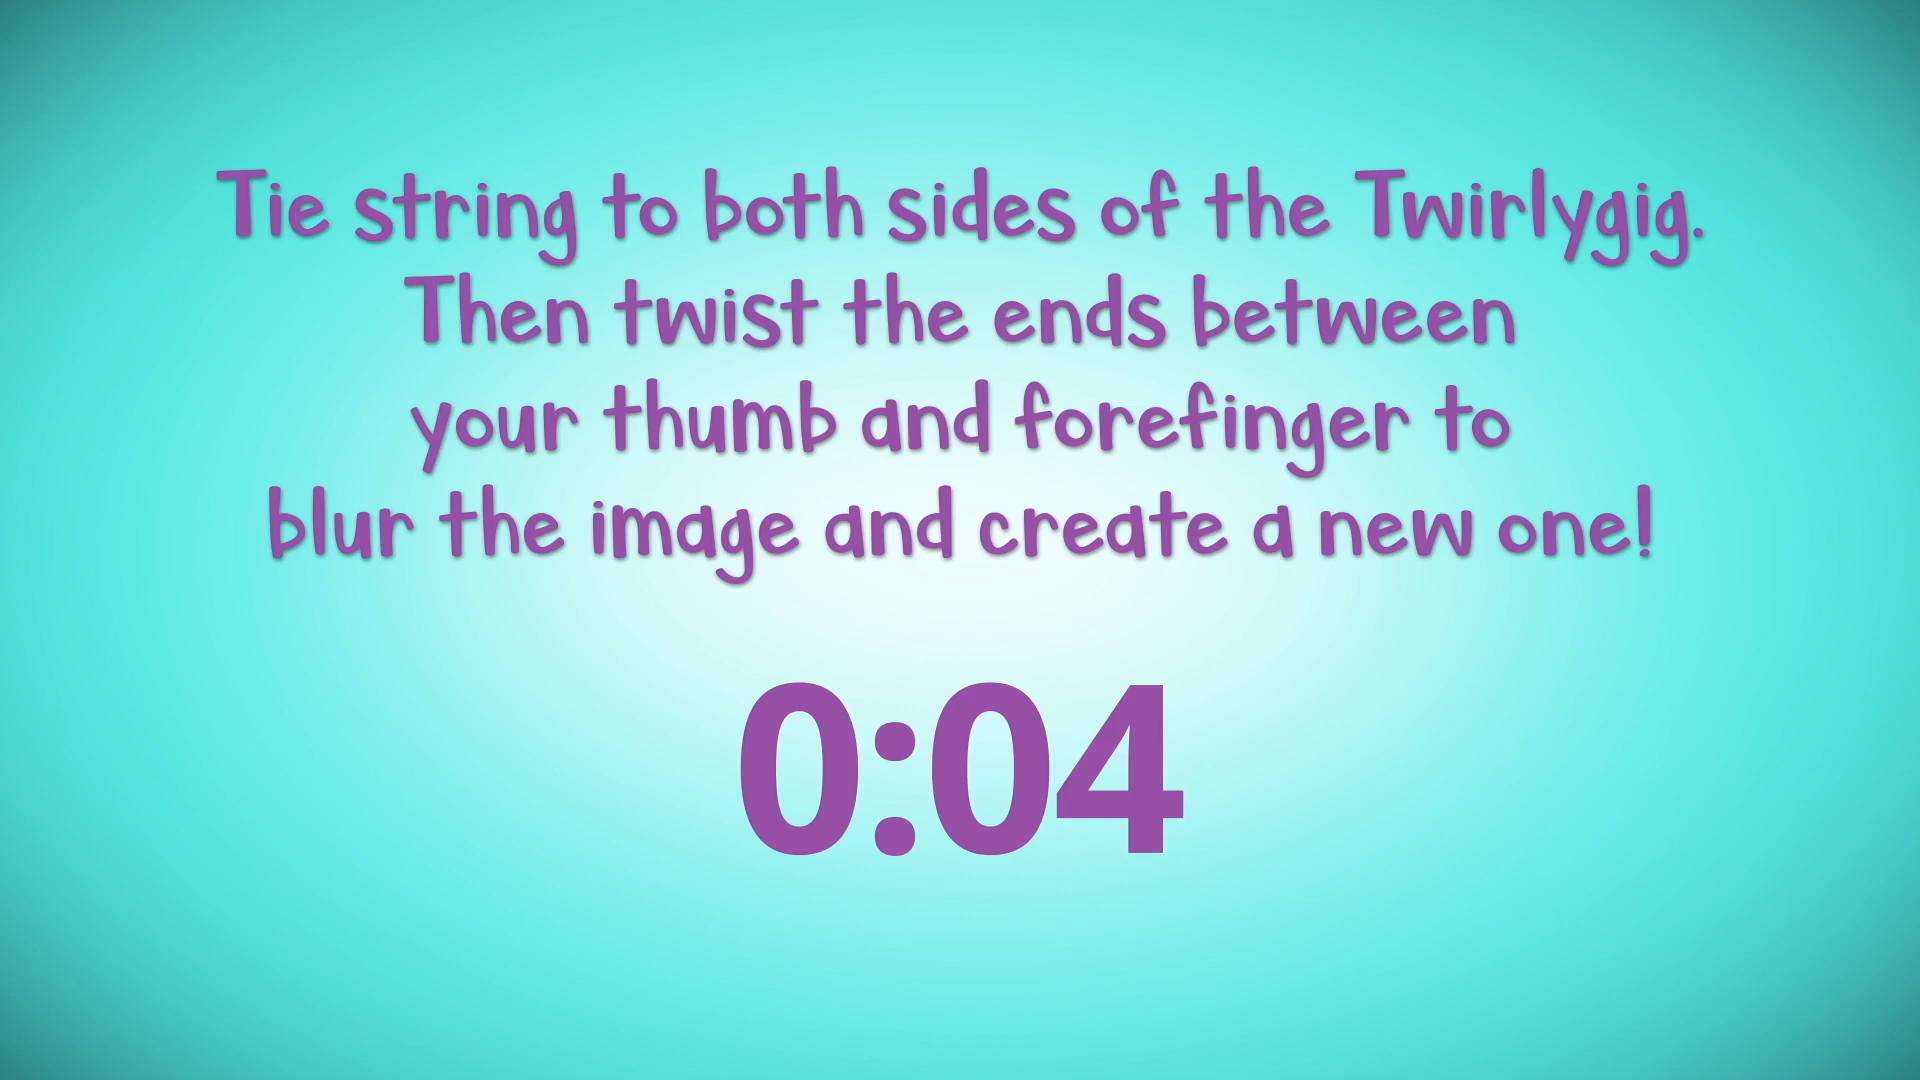 Tie string to both sides of the Twirlygig.
Then twist the ends between
your thumb and forefinger to
blur the image and create a new one!
0:04